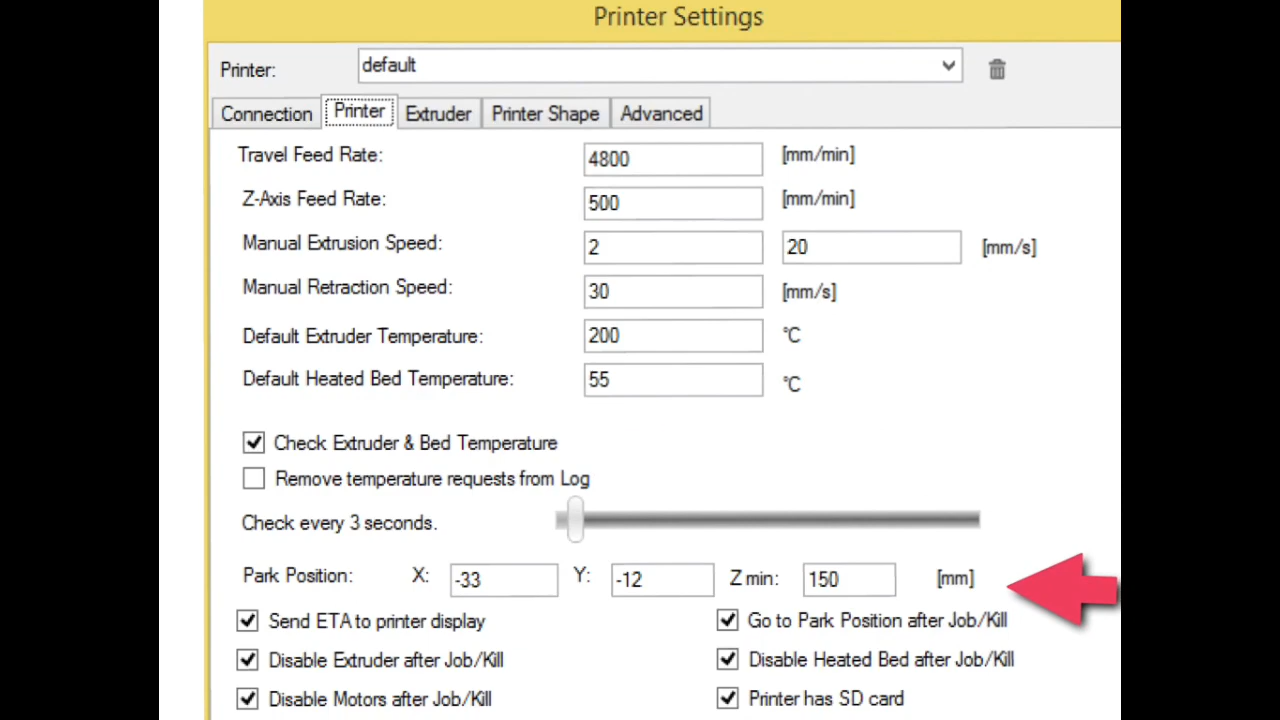 Printer Settings
Printer: default
Connection Printer Extruder Printer Shape Advanced
Travel Feed Rate: 4800 [mm/min]
Z-Axis Feed Rate: 500 [mm/min]
Manual Extrusion Speed: 2 20 [mm/s]
Manual Retraction Speed: 30 [mm/s]
Default Extruder Temperature: 200 °C
Default Heated Bed Temperature: 55 °C
Check Extruder & Bed Temperature
Remove temperature requests from Log
Check every 3 seconds.
Park Position: X: -33 Y: -12 Z min: 150 [mm]
Send ETA to printer display Go to Park Position after Job/Kill
Disable Extruder after Job/Kill Disable Heated Bed after Job/Kill
Disable Motors after Job/Kill Printer has SD card